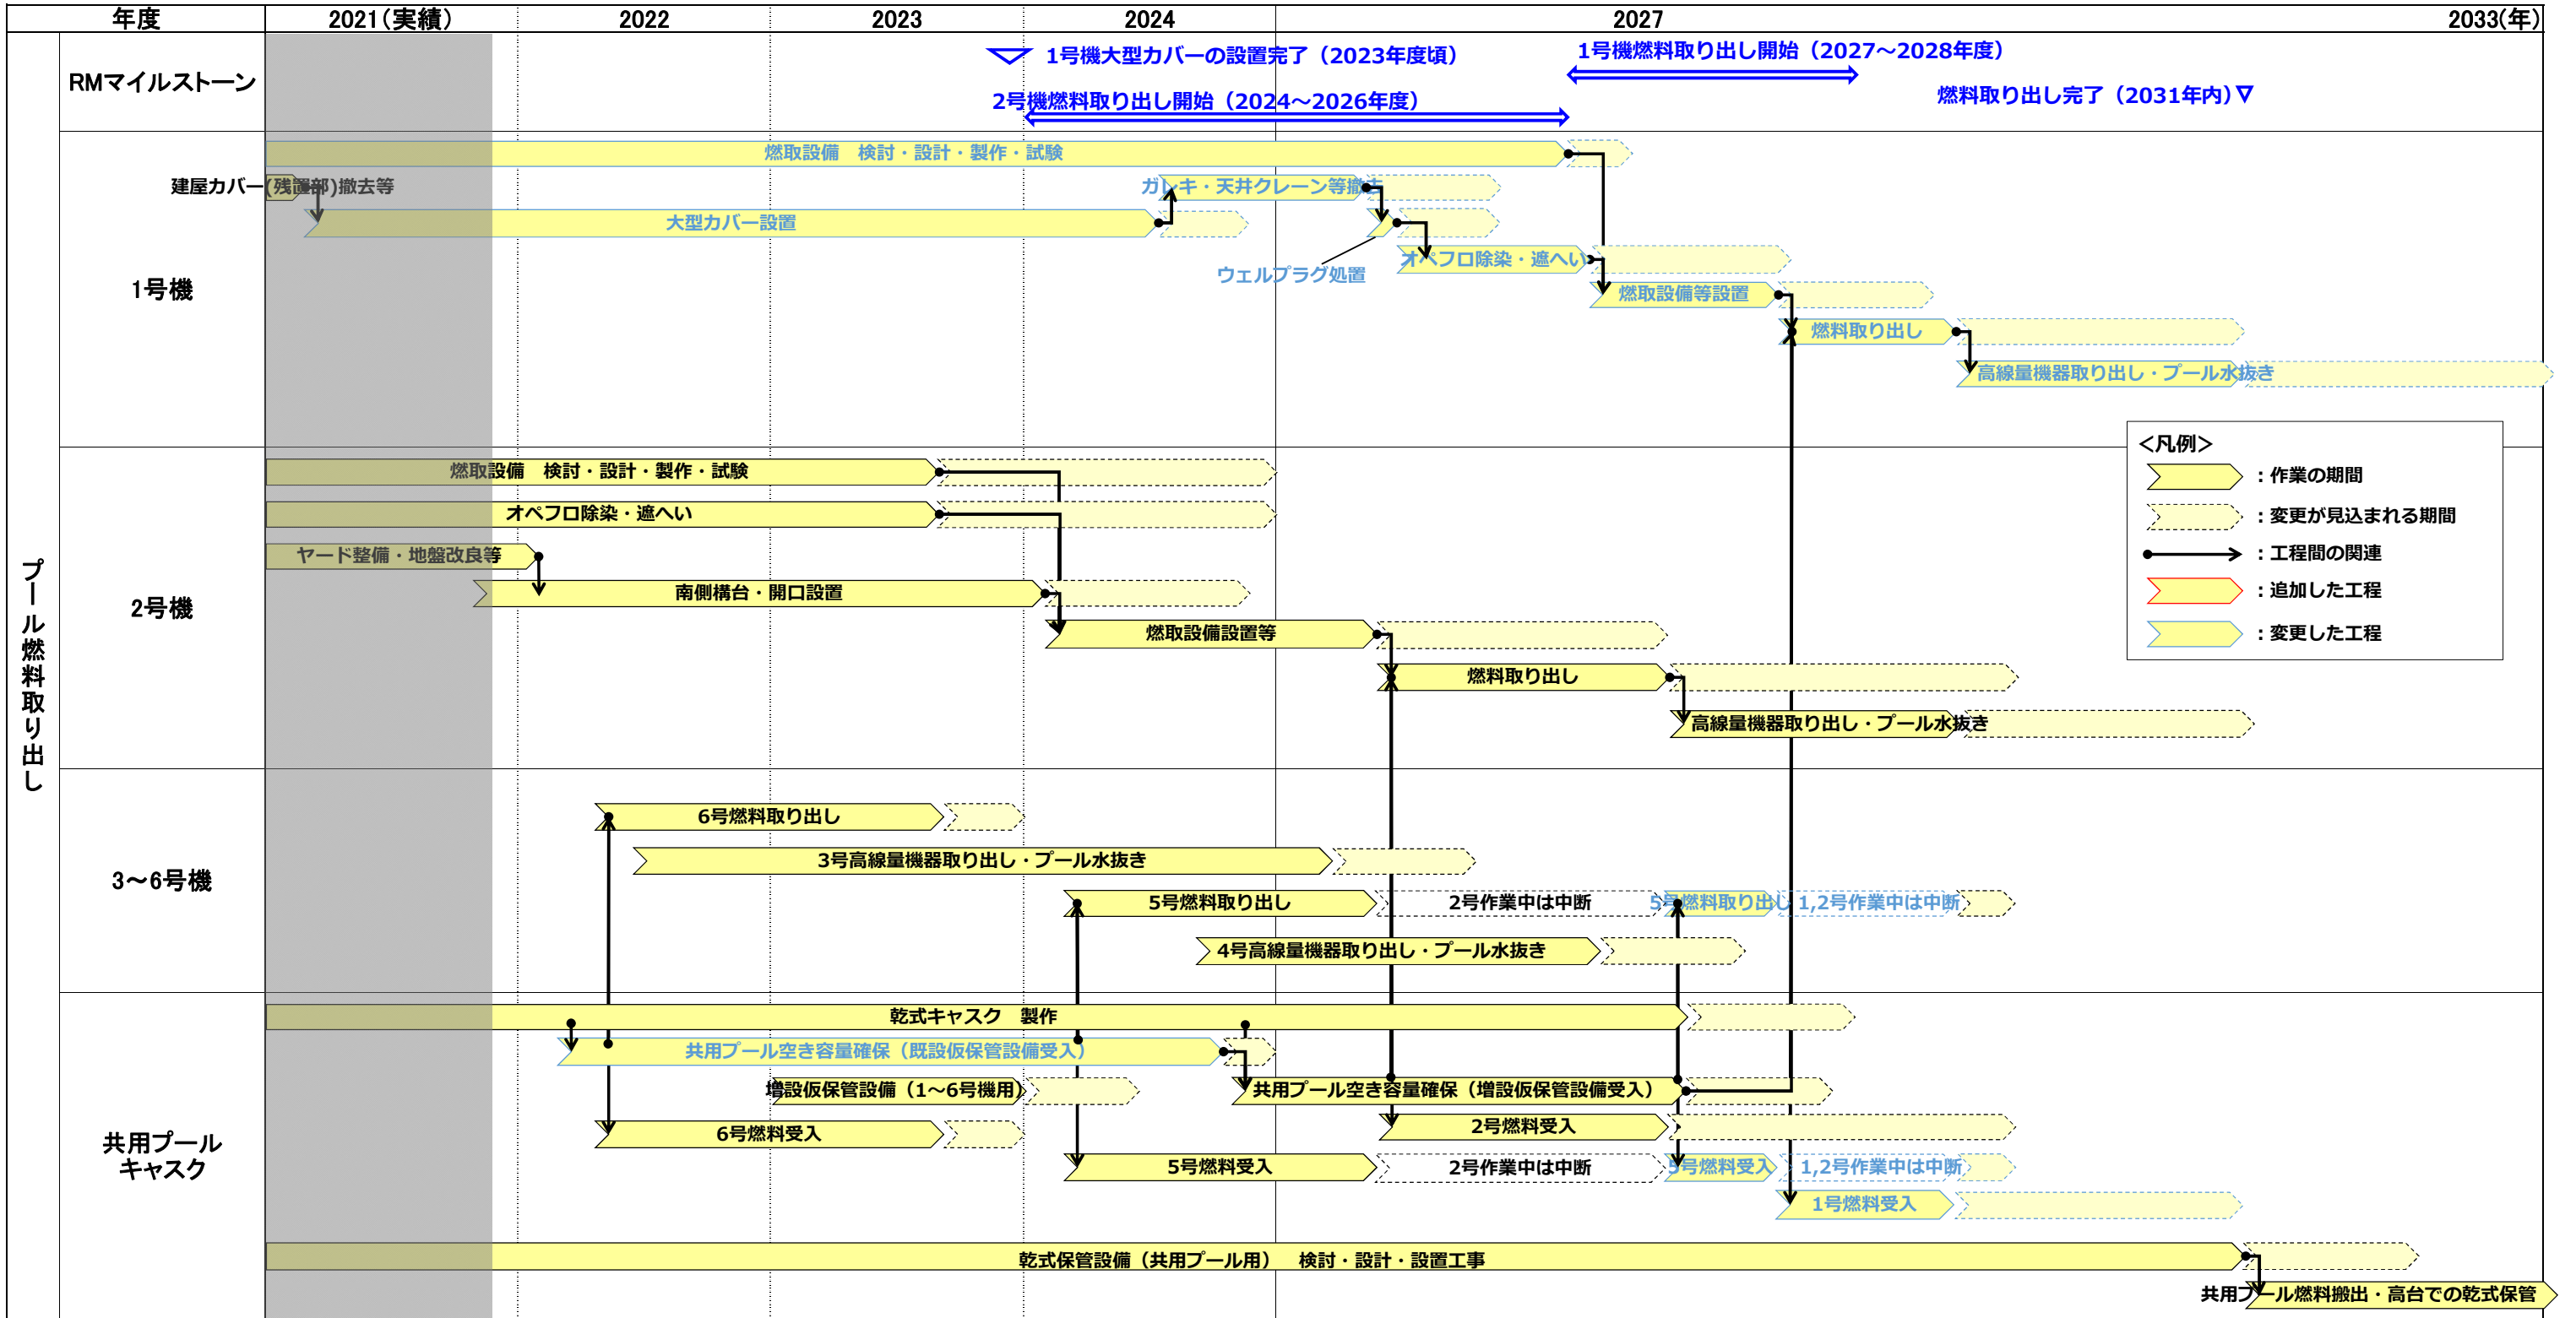 年度 2021(実績) 2022 2023 2024 2027 2033(年)
プール燃料取り出し
RMマイルストーン
1号機大型カバーの設置完了（2023年度頃）
1号機燃料取り出し開始（2027～2028年度）
2号機燃料取り出し開始（2024～2026年度）
燃料取り出し完了（2031年内）
1号機
燃取設備 検討・設計・製作・試験
建屋カバー(残置部)撤去等
ガレキ・天井クレーン等撤去
大型カバー設置
ウェルプラグ処置
オペフロ除染・遮へい
燃取設備等設置
燃料取り出し
高線量機器取り出し・プール水抜き
＜凡例＞
：作業の期間
：変更が見込まれる期間
：工程間の関連
：追加した工程
：変更した工程
2号機
燃取設備 検討・設計・製作・試験
オペフロ除染・遮へい
ヤード整備・地盤改良等
南側構台・開口設置
燃取設備設置等
燃料取り出し
高線量機器取り出し・プール水抜き
3～6号機
6号燃料取り出し
3号高線量機器取り出し・プール水抜き
5号燃料取り出し 2号作業中は中断 5号燃料取り出し 1,2号作業中は中断
4号高線量機器取り出し・プール水抜き
共用プール
キャスク
乾式キャスク 製作
共用プール空き容量確保（既設仮保管設備受入）
増設仮保管設備（1～6号機用） 共用プール空き容量確保（増設仮保管設備受入）
6号燃料受入 2号燃料受入
5号燃料受入 2号作業中は中断 5号燃料受入 1,2号作業中は中断
1号燃料受入
乾式保管設備（共用プール用） 検討・設計・設置工事
共用プール燃料搬出・高台での乾式保管